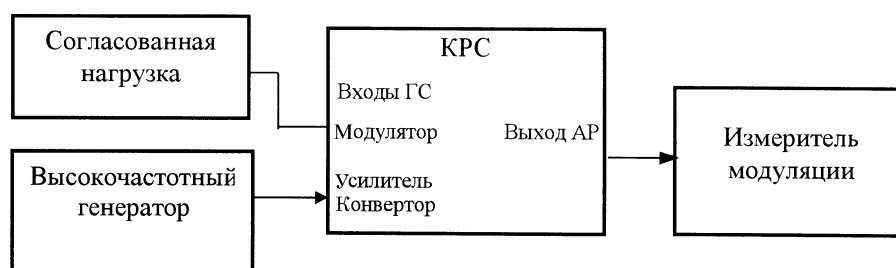 Согласованная
нагрузка
Высокочастотный
генератор
КРС
Входы ГС
Модулятор
Выход АР
Усилитель
Конвертор
Измеритель
модуляции